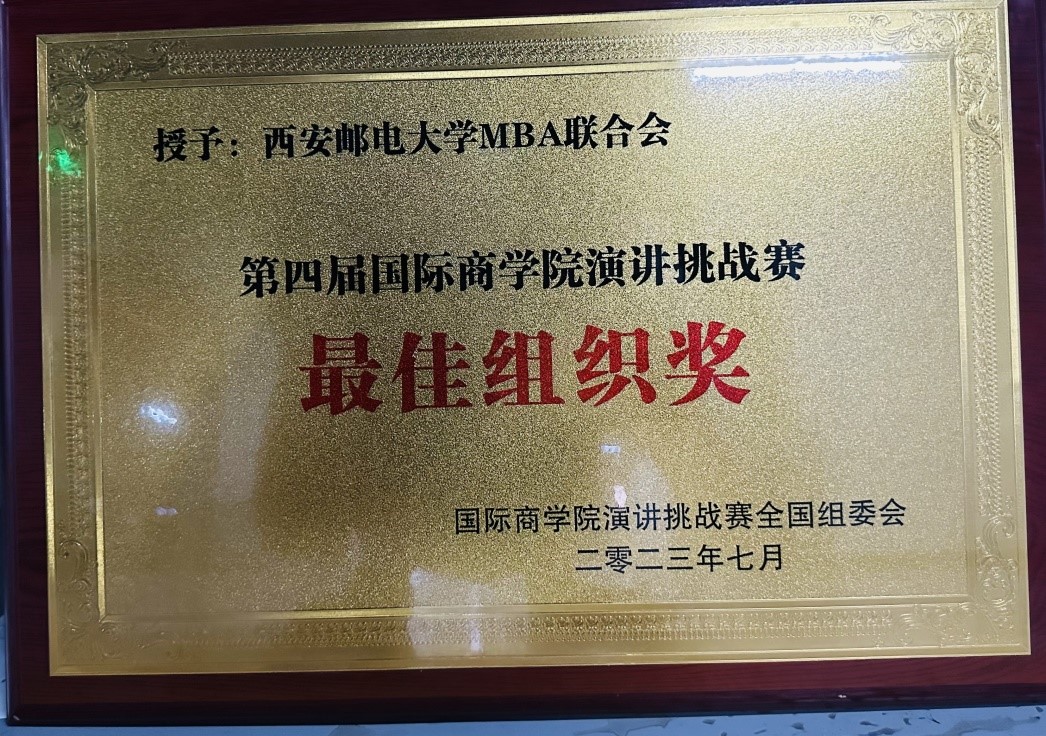 授予：西安邮电大学MBA联合会
第四届国际商学院演讲挑战赛
最佳组织奖
国际商学院演讲挑战赛全国组委会
二零二三年七月